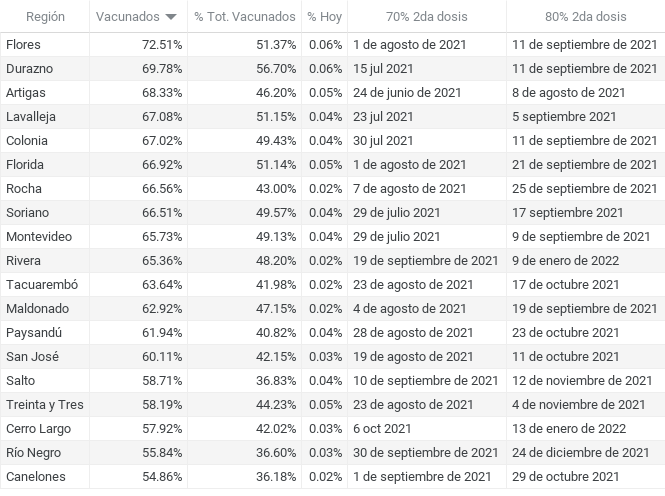 Región Vacunados % Tot. Vacunados % Hoy 70% 2da dosis 80% 2da dosis
Flores 72.51% 51.37% 0.06% 1 de agosto de 2021 11 de septiembre de 2021
Durazno 69.78% 56.70% 0.06% 15 jul 2021 11 de septiembre de 2021
Artigas 68.33% 46.20% 0.05% 24 de junio de 2021 8 de agosto de 2021
Lavalleja 67.08% 51.15% 0.04% 23 jul 2021 5 septiembre 2021
Colonia 67.02% 49.43% 0.04% 30 jul 2021 11 de septiembre de 2021
Florida 66.92% 51.14% 0.05% 1 de agosto de 2021 21 de septiembre de 2021
Rocha 66.56% 43.00% 0.02% 7 de agosto de 2021 25 de septiembre de 2021
Soriano 66.51% 49.57% 0.04% 29 de julio 2021 17 septiembre 2021
Montevideo 65.73% 49.13% 0.04% 29 de julio 2021 9 de septiembre de 2021
Rivera 65.36% 48.20% 0.02% 19 de septiembre de 2021 9 de enero de 2022
Tacuarembó 63.64% 41.98% 0.02% 23 de agosto de 2021 17 de octubre 2021
Maldonado 62.92% 47.15% 0.02% 4 de agosto de 2021 19 de septiembre de 2021
Paysandú 61.94% 40.82% 0.04% 28 de agosto de 2021 23 de octubre 2021
San José 60.11% 42.15% 0.03% 19 de agosto de 2021 11 de octubre 2021
Salto 58.71% 36.83% 0.04% 10 de septiembre de 2021 12 de noviembre de 2021
Treinta y Tres 58.19% 44.23% 0.05% 23 de agosto de 2021 4 de noviembre de 2021
Cerro Largo 57.92% 42.02% 0.03% 6 oct 2021 13 de enero de 2022
Río Negro 55.84% 36.60% 0.03% 30 de septiembre de 2021 24 de diciembre de 2021
Canelones 54.86% 36.18% 0.02% 1 de septiembre de 2021 29 de octubre de 2021